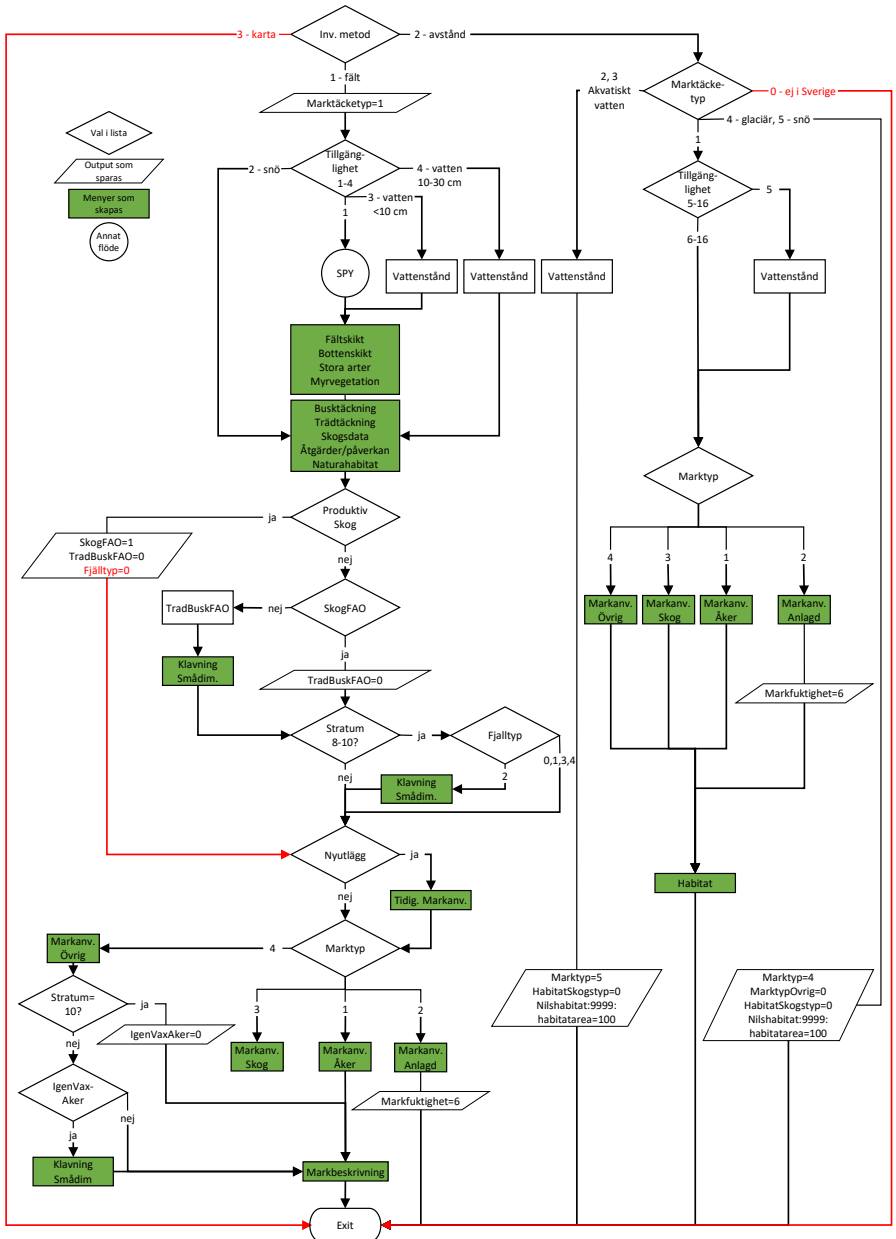 3 - karta
Inv. metod
2 - avstånd
1 - fält
Marktäcketyp=1
2, 3
Akvatiskt
vatten
Marktäcke-
typ
0 - ej i Sverige
4 - glaciär, 5 - snö
1
Val i lista
Output som
sparas
Menyer som
skapas
Annat
flöde
2 - snö
Tillgäng-
lighet
1-4
4 - vatten
10-30 cm
3 - vatten
<10 cm
1
Tillgäng-
lighet
5-16
5
6-16
SPY
Vattenstånd
Vattenstånd
Vattenstånd
Vattenstånd
Fältskikt
Bottenskikt
Stora arter
Myrvegetation
Busktäckning
Trädtäckning
Skogsdata
Åtgärder/påverkan
Naturahabitat
Marktyp
ja
Produktiv
Skog
nej
SkogFAO=1
TradBuskFAO=0
Fjälltyp=0
4
3
1
2
Markanv.
Övrig
Markanv.
Skog
Markanv.
Åker
Markanv.
Anlagd
TradBuskFAO
nej
SkogFAO
ja
Klavning
Smådim.
TradBuskFAO=0
Markfuktighet=6
Stratum
8-10?
ja
Fjalltyp
0,1,3,4
nej
2
Klavning
Smådim.
Nyutlägg
ja
nej
Tidig. Markanv.
Habitat
Markanv.
Övrig
4
Marktyp
Stratum=
10?
ja
nej
IgenVaxAker=0
3
1
2
Markanv.
Skog
Markanv.
Åker
Markanv.
Anlagd
Marktyp=5
HabitatSkogstyp=0
Nilshabitat:9999:
habitatarea=100
Marktyp=4
MarktypOvrig=0
HabitatSkogstyp=0
Nilshabitat:9999:
habitatarea=100
IgenVax-
Aker
nej
ja
Markfuktighet=6
Klavning
Smådim
Markbeskrivning
Exit